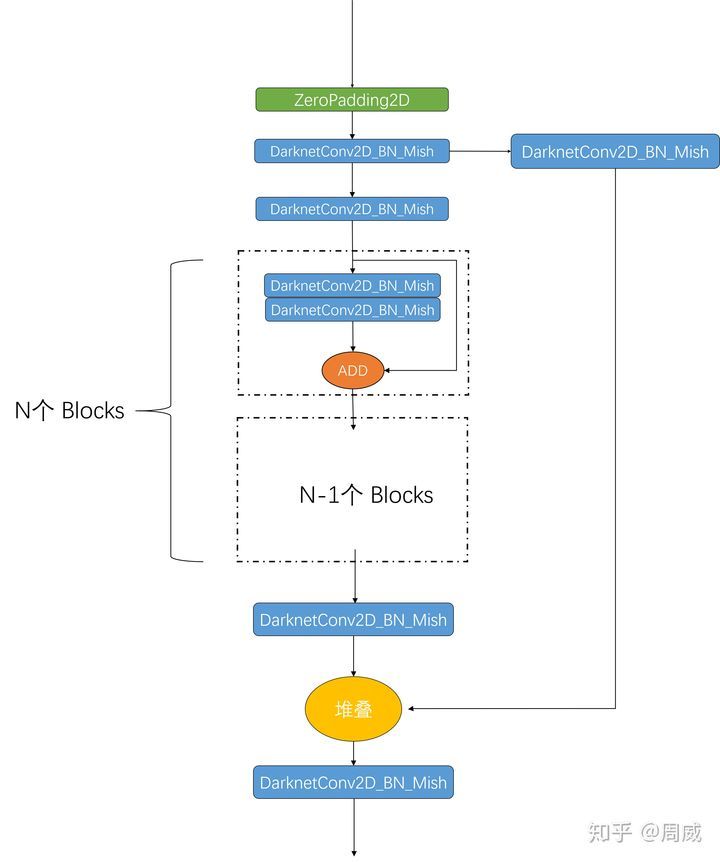 ZeroPadding2D
DarknetConv2D_BN_Mish
DarknetConv2D_BN_Mish
DarknetConv2D_BN_Mish
DarknetConv2D_BN_Mish
DarknetConv2D_BN_Mish
ADD
N个 Blocks
N-1个 Blocks
DarknetConv2D_BN_Mish
堆叠
DarknetConv2D_BN_Mish
知乎 @周威